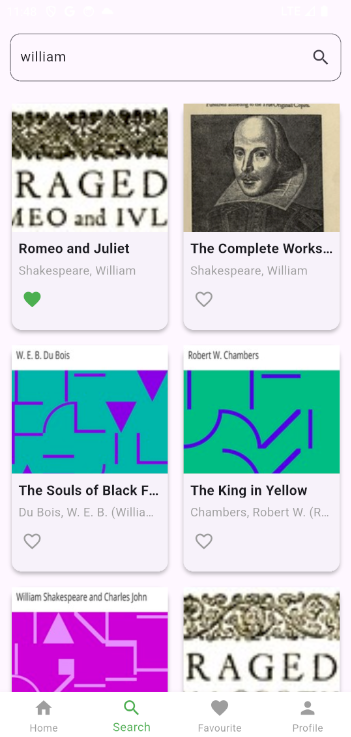 william
RAGED
MEO and IVL
Romeo and Juliet
Shakespeare, William
The Complete Works...
Shakespeare, William
W. E. B. Du Bois
The Souls of Black F...
Du Bois, W. E. B. (Willia...
Robert W. Chambers
The King in Yellow
Chambers, Robert W. (R...
William Shakespeare and Charles John
RAGED
Home
Search
Favourite
Profile